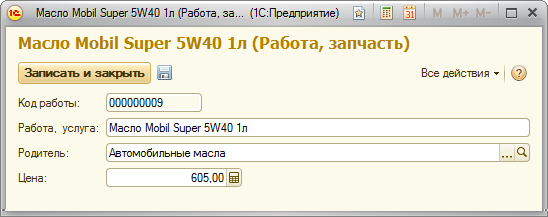 Масло Mobil Super 5W40 1л (Работа, за... (1С:Предприятие)
M M+ M-
Масло Mobil Super 5W40 1л (Работа, запчасть)
Записать и закрыть
Все действия
Код работы: 000000009
Работа, услуга: Масло Mobil Super 5W40 1л
Родитель: Автомобильные масла ...
Цена: 605,00